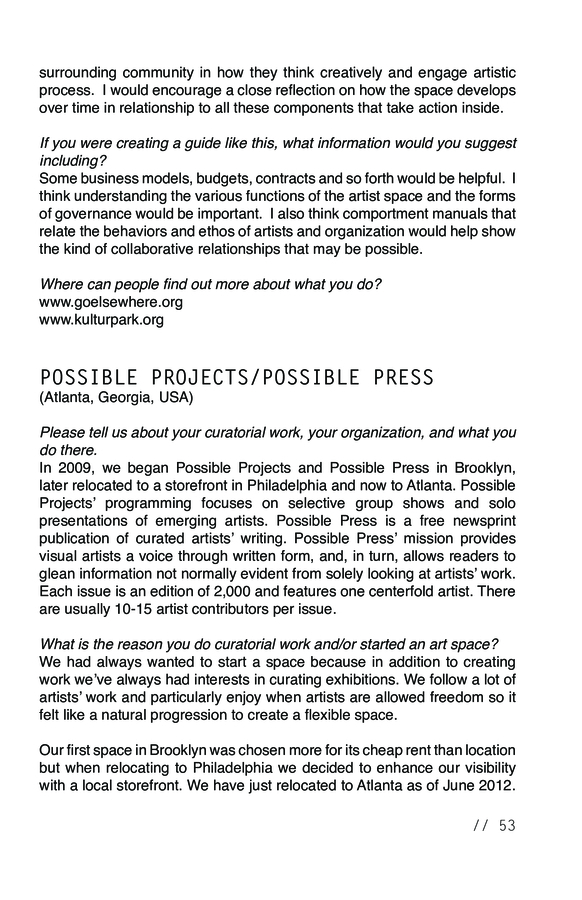 surrounding community in how they think creatively and engage artistic
process.  I would encourage a close reflection on how the space develops
over time in relationship to all these components that take action inside.
If you were creating a guide like this, what information would you suggest
including?
Some business models, budgets, contracts and so forth would be helpful.  I
think understanding the various functions of the artist space and the forms
of governance would be important.  I also think comportment manuals that
relate the behaviors and ethos of artists and organization would help show
the kind of collaborative relationships that may be possible.
Where can people find out more about what you do?
www.goelsewhere.org
www.kulturpark.org
POSSIBLE PROJECTS/POSSIBLE PRESS
(Atlanta, Georgia, USA)
Please tell us about your curatorial work, your organization, and what you
do there.
In 2009, we began Possible Projects and Possible Press in Brooklyn,
later relocated to a storefront in Philadelphia and now to Atlanta. Possible
Projects’ programming focuses on selective group shows and solo
presentations of emerging artists. Possible Press is a free newsprint
publication of curated artists’ writing. Possible Press’ mission provides
visual artists a voice through written form, and, in turn, allows readers to
glean information not normally evident from solely looking at artists’ work.
Each issue is an edition of 2,000 and features one centerfold artist. There
are usually 10-15 artist contributors per issue.
What is the reason you do curatorial work and/or started an art space?
We had always wanted to start a space because in addition to creating
work we’ve always had interests in curating exhibitions. We follow a lot of
artists’ work and particularly enjoy when artists are allowed freedom so it
felt like a natural progression to create a flexible space.
Our first space in Brooklyn was chosen more for its cheap rent than location
but when relocating to Philadelphia we decided to enhance our visibility
with a local storefront. We have just relocated to Atlanta as of June 2012.
// 53